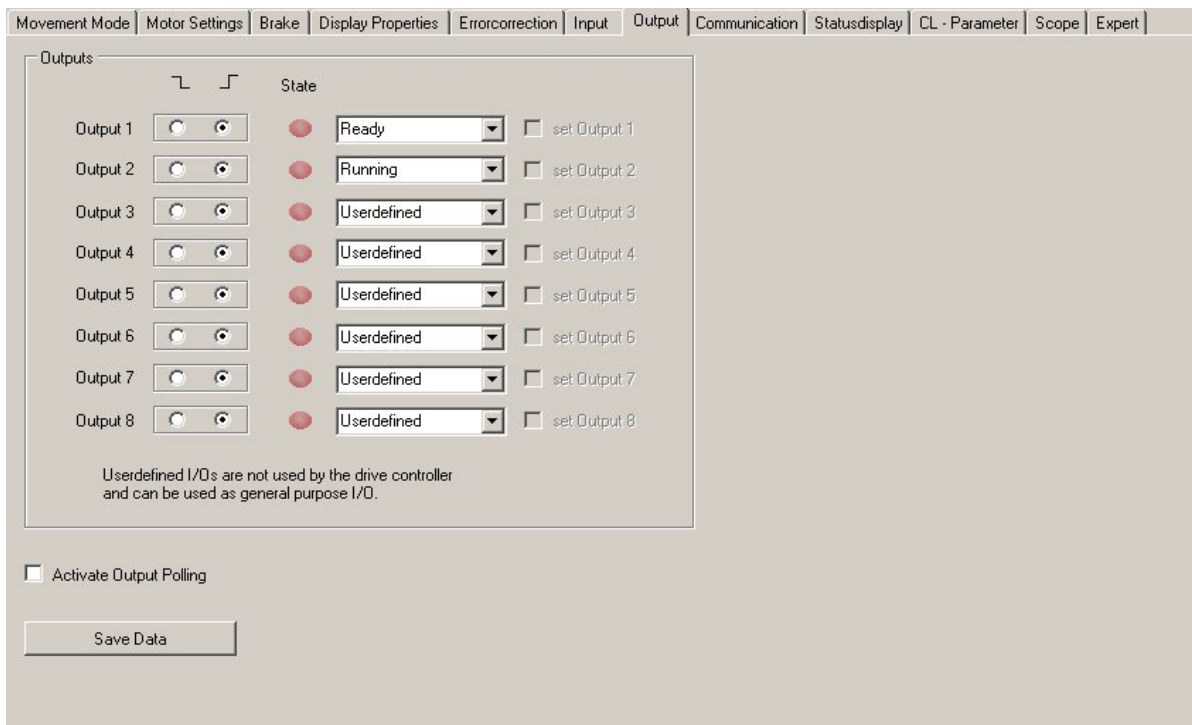 Movement Mode Motor Settings Brake Display Properties Errorcorrection Input Output Communication Statusdisplay CL - Parameter Scope Expert
Outputs
State
Output 1 Ready set Output 1
Output 2 Running set Output 2
Output 3 Userdefined set Output 3
Output 4 Userdefined set Output 4
Output 5 Userdefined set Output 5
Output 6 Userdefined set Output 6
Output 7 Userdefined set Output 7
Output 8 Userdefined set Output 8
Userdefined I/Os are not used by the drive controller
and can be used as general purpose I/O.
Activate Output Polling
Save Data